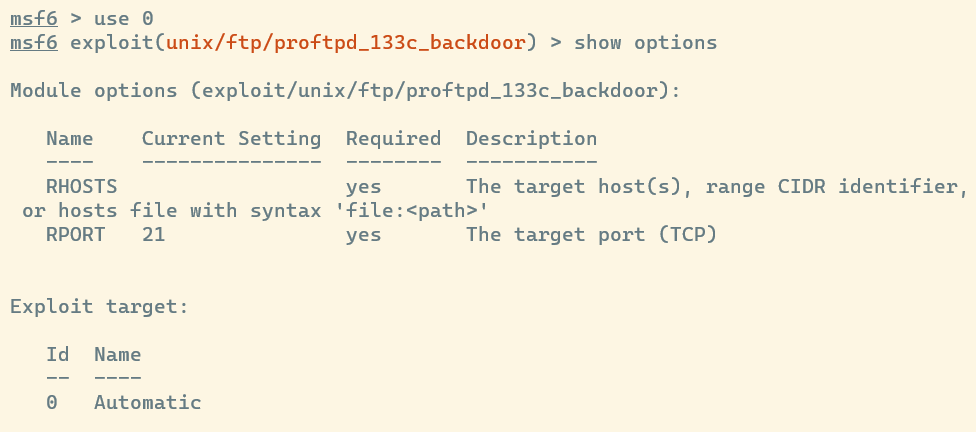 msf6 > use 0
msf6 exploit(unix/ftp/proftpd_133c_backdoor) > show options
Module options (exploit/unix/ftp/proftpd_133c_backdoor):
Name    Current Setting  Required  Description
----    ---------------  --------  -----------
RHOSTS                   yes       The target host(s), range CIDR identifier,
or hosts file with syntax 'file:<path>'
RPORT   21               yes       The target port (TCP)
Exploit target:
Id  Name
--  ----
0   Automatic